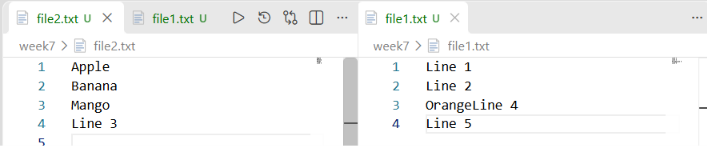 file2.txt U
file1.txt U
week7 > file2.txt
1 Apple
2 Banana
3 Mango
4 Line 3
5
file1.txt U
week7 > file1.txt
1 Line 1
2 Line 2
3 OrangeLine 4
4 Line 5